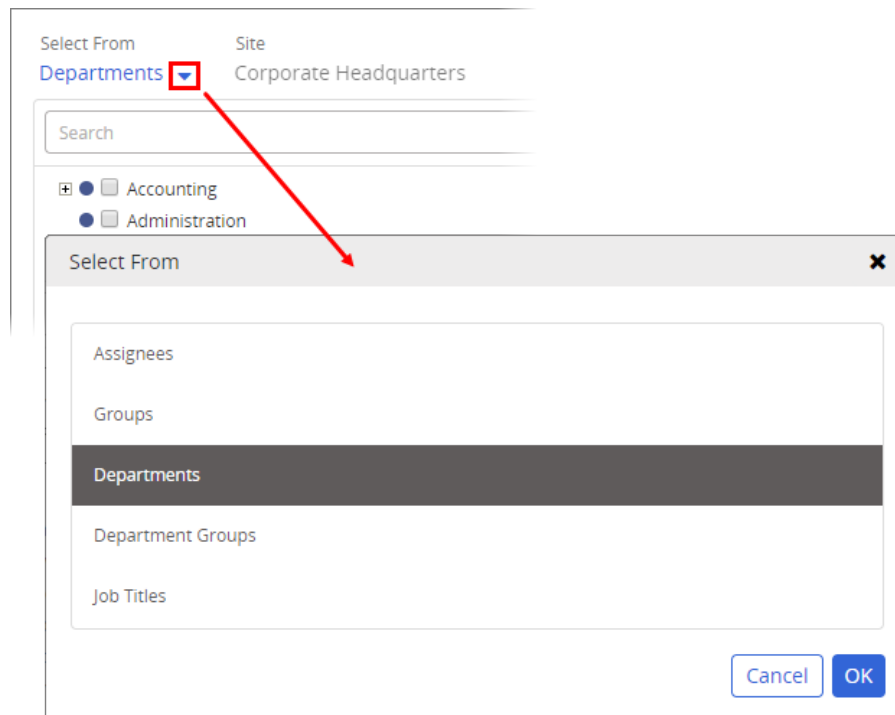 Select From Site
Departments Corporate Headquarters
Search
Accounting
Administration
Select From
Assignees
Groups
Departments
Department Groups
Job Titles
Cancel OK